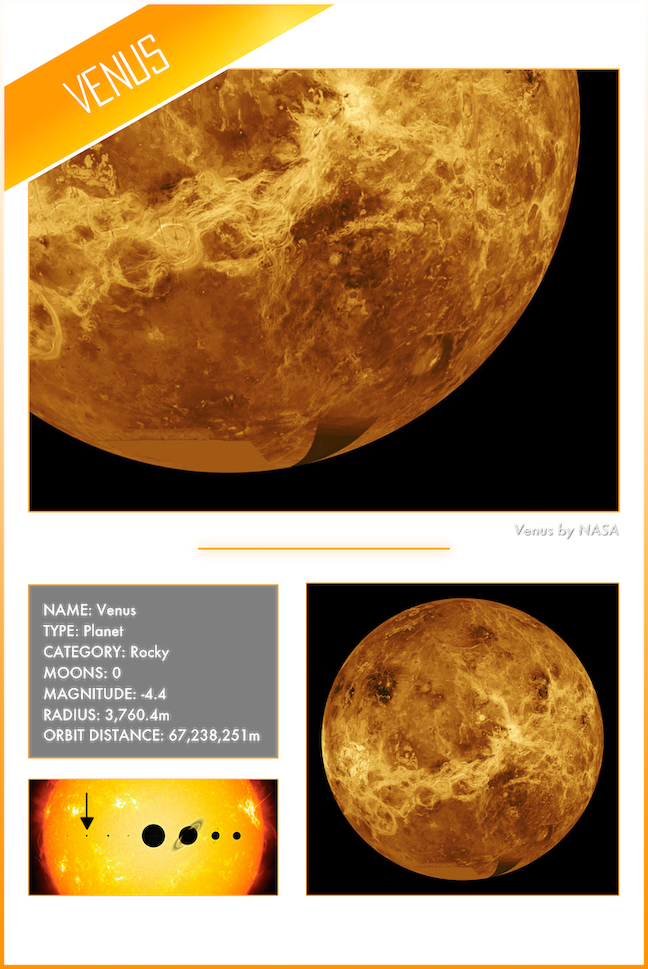 VENUS
Venus by NASA
NAME: Venus
TYPE: Planet
CATEGORY: Rocky
MOONS: 0
MAGNITUDE: -4.4
RADIUS: 3,760.4m
ORBIT DISTANCE: 67,238,251m